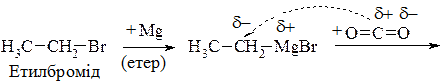 δ– δ+ δ+ δ–
H₃C–CH₂–Br +Mg (етер) H₃C–CH₂–MgBr +O=C=O
Етилбромід